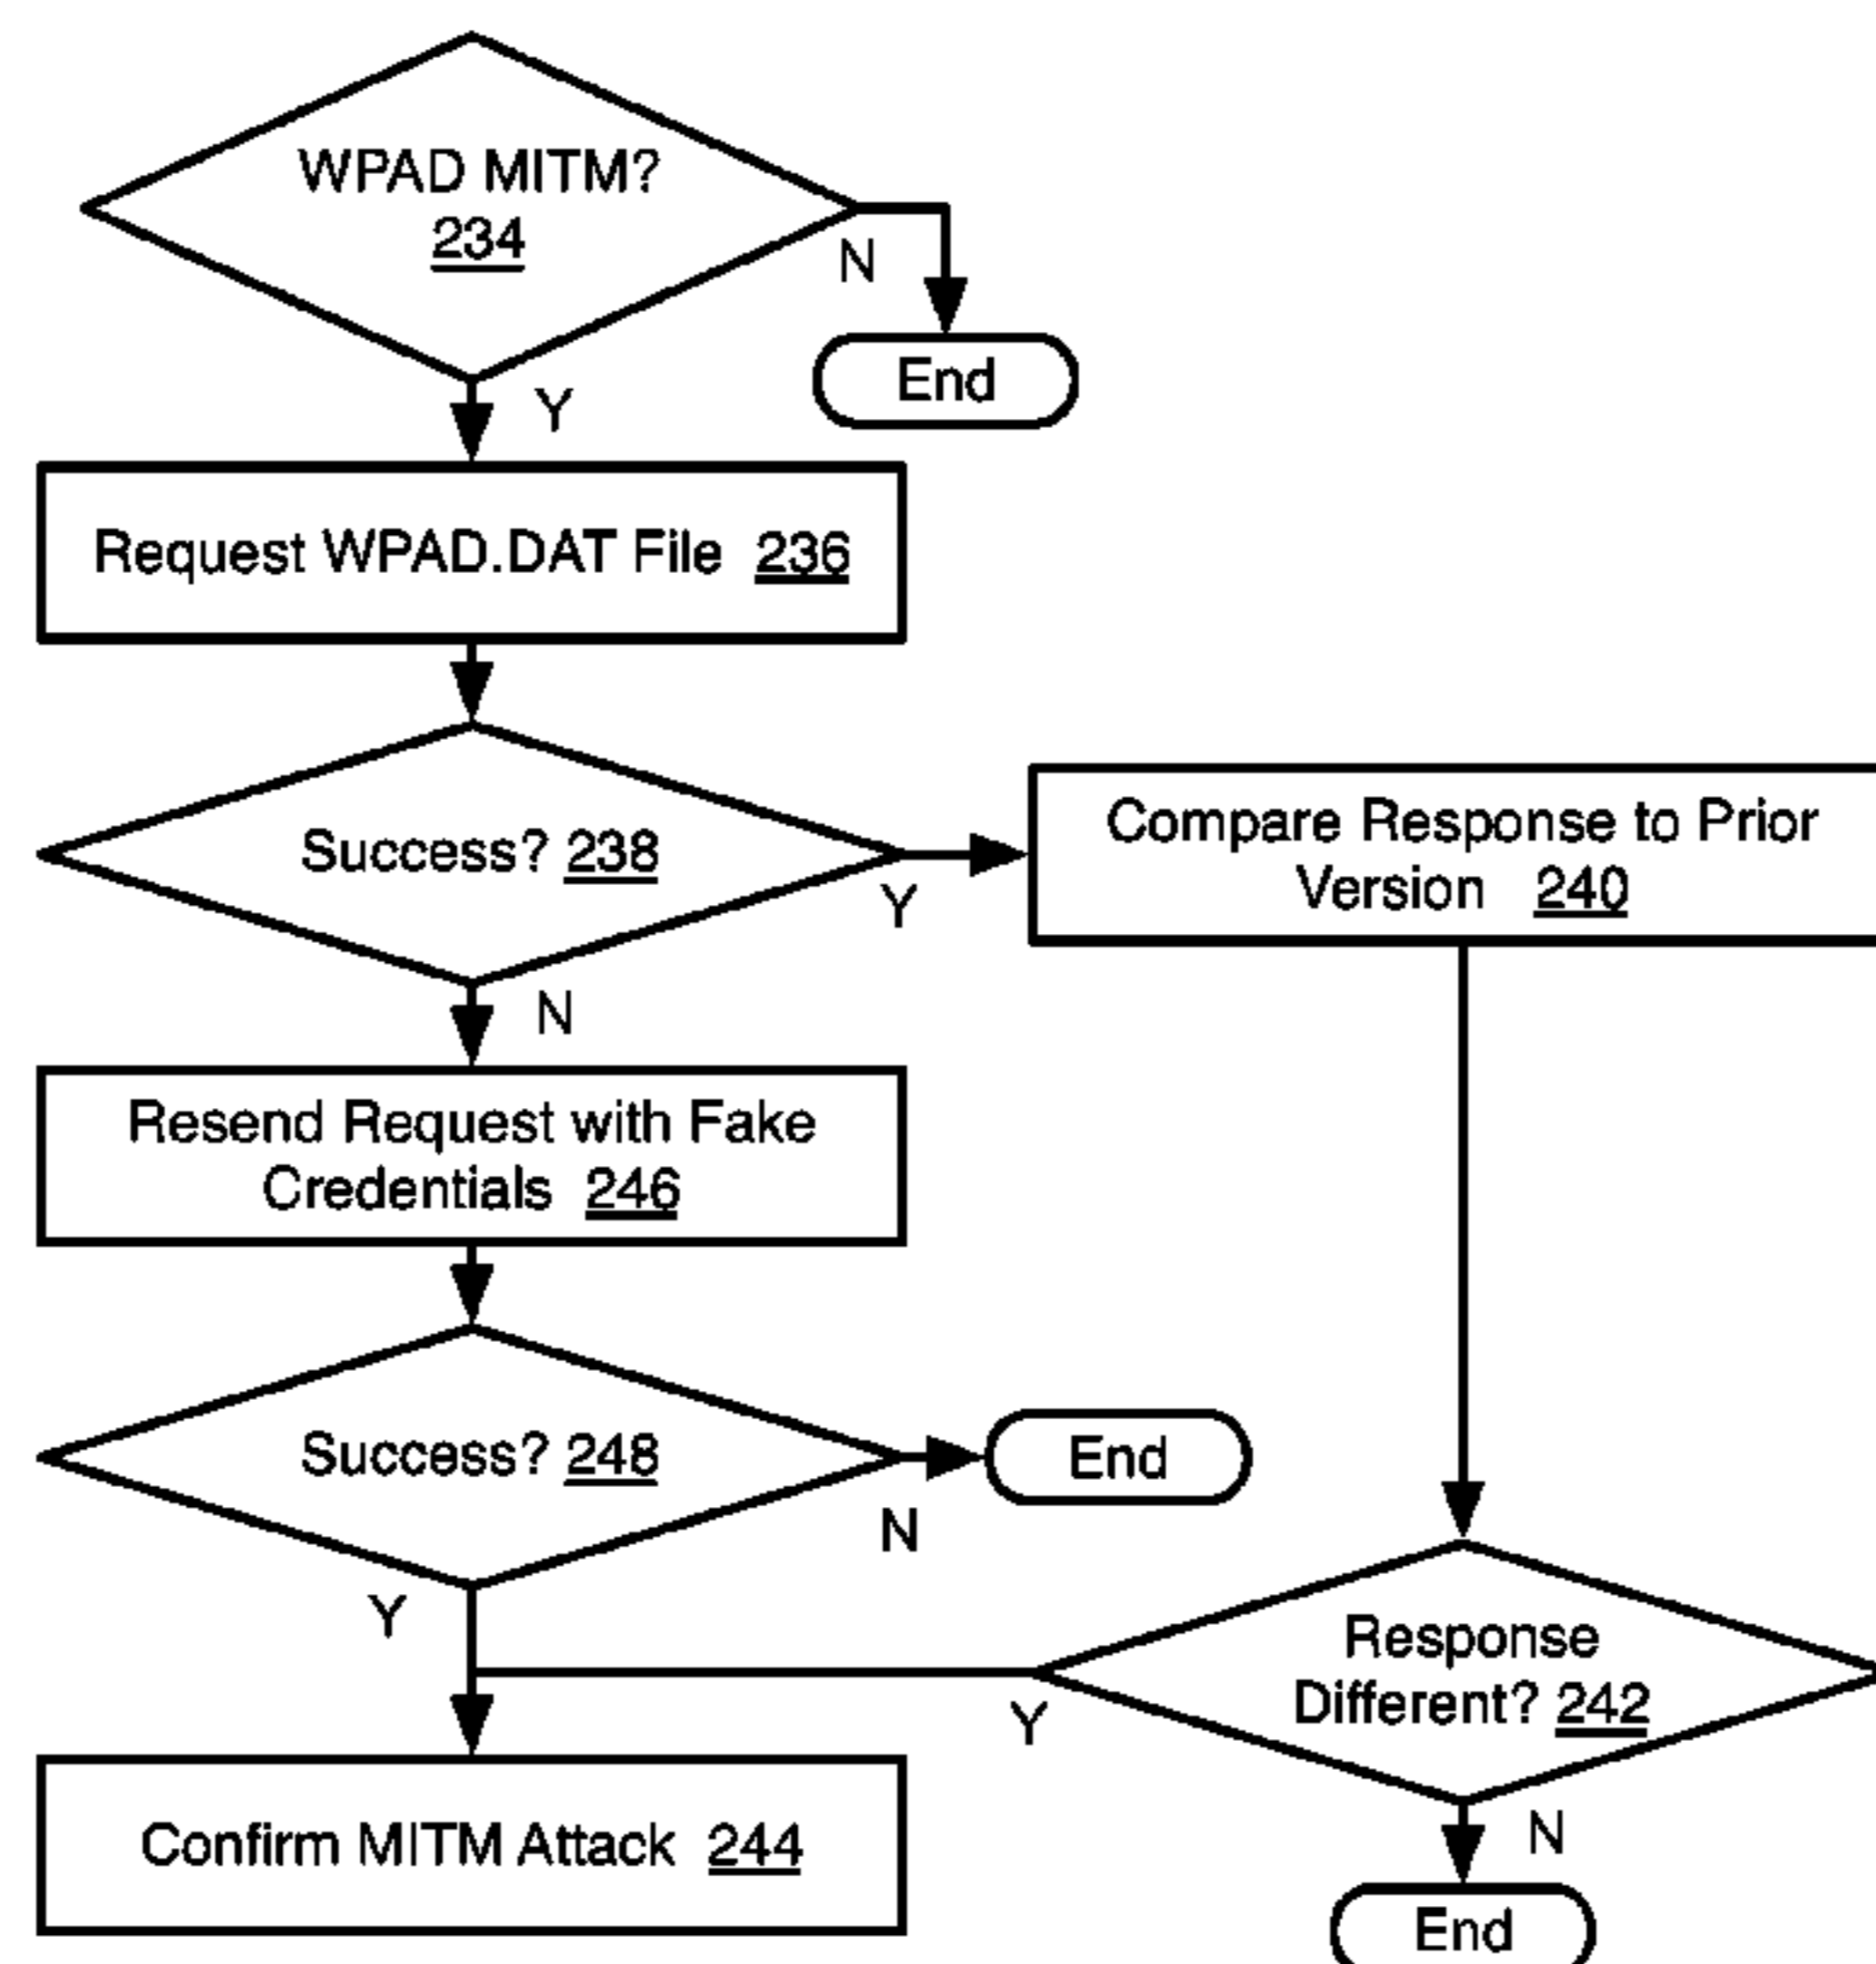 WPAD MITM?
234
N
End
Y
Request WPAD.DAT File 236
Success? 238
Y
Compare Response to Prior
Version 240
N
Resend Request with Fake
Credentials 246
Success? 248
N
End
Y
Response
Different? 242
Y
N
End
Confirm MITM Attack 244